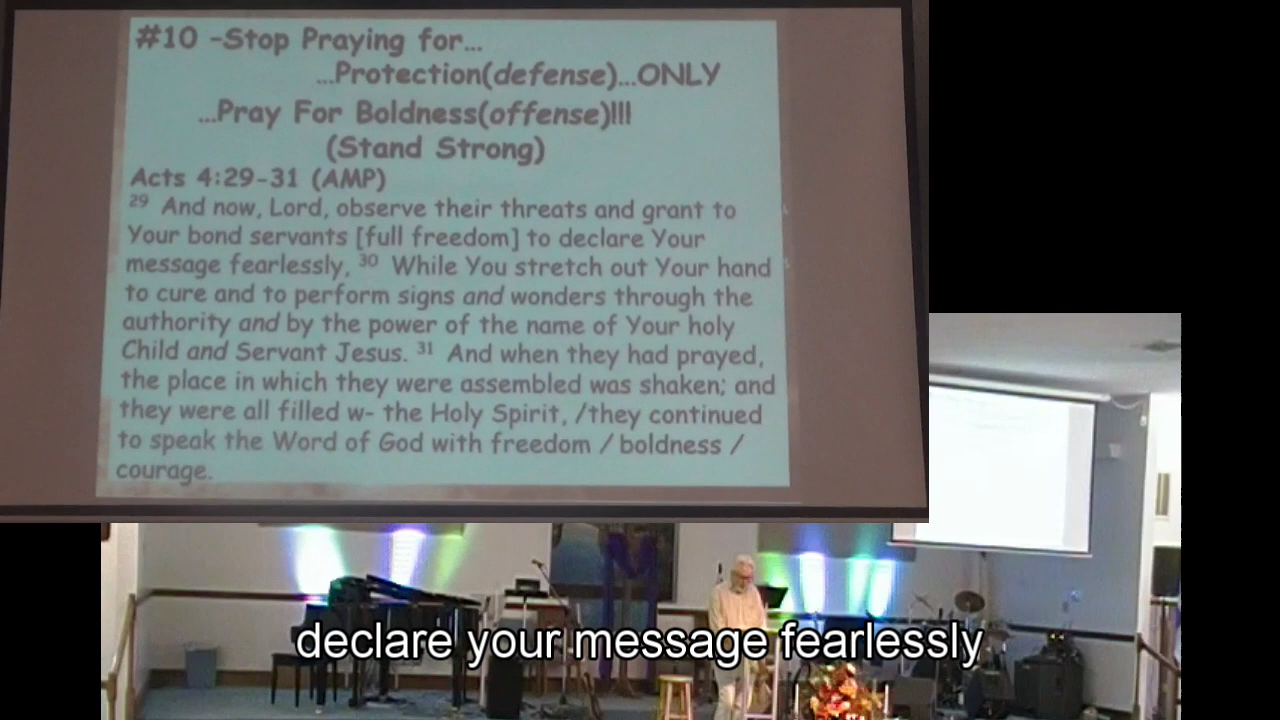 #10 -Stop Praying for...
...Protection(defense)...ONLY
...Pray For Boldness(offense)!!!
(Stand Strong)
Acts 4:29-31 (AMP)
29 And now, Lord, observe their threats and grant to
Your bond servants [full freedom] to declare Your
message fearlessly, 30 While You stretch out Your hand
to cure and to perform signs and wonders through the
authority and by the power of the name of Your holy
Child and Servant Jesus. 31 And when they had prayed,
the place in which they were assembled was shaken; and
they were all filled w- the Holy Spirit, /they continued
to speak the Word of God with freedom / boldness /
courage.
declare your message fearlessly